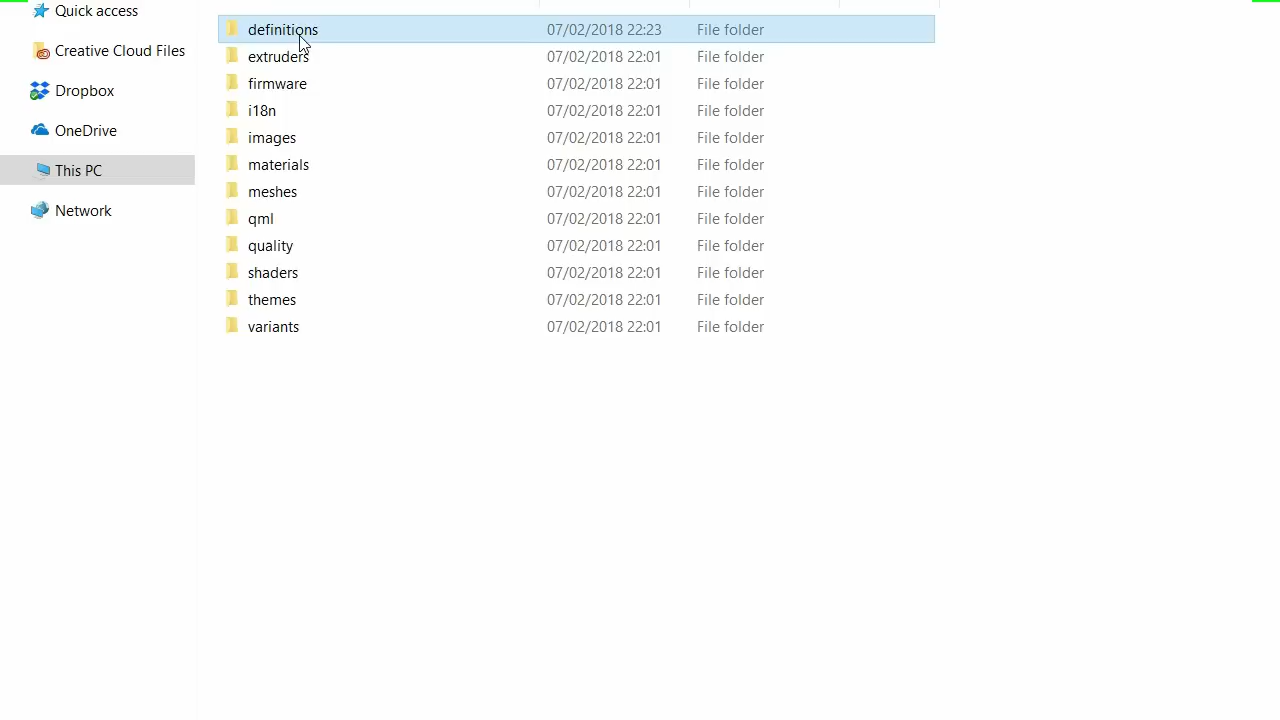 Quick access
Creative Cloud Files
Dropbox
OneDrive
This PC
Network
definitions 07/02/2018 22:23 File folder
extruders 07/02/2018 22:01 File folder
firmware 07/02/2018 22:01 File folder
i18n 07/02/2018 22:01 File folder
images 07/02/2018 22:01 File folder
materials 07/02/2018 22:01 File folder
meshes 07/02/2018 22:01 File folder
qml 07/02/2018 22:01 File folder
quality 07/02/2018 22:01 File folder
shaders 07/02/2018 22:01 File folder
themes 07/02/2018 22:01 File folder
variants 07/02/2018 22:01 File folder